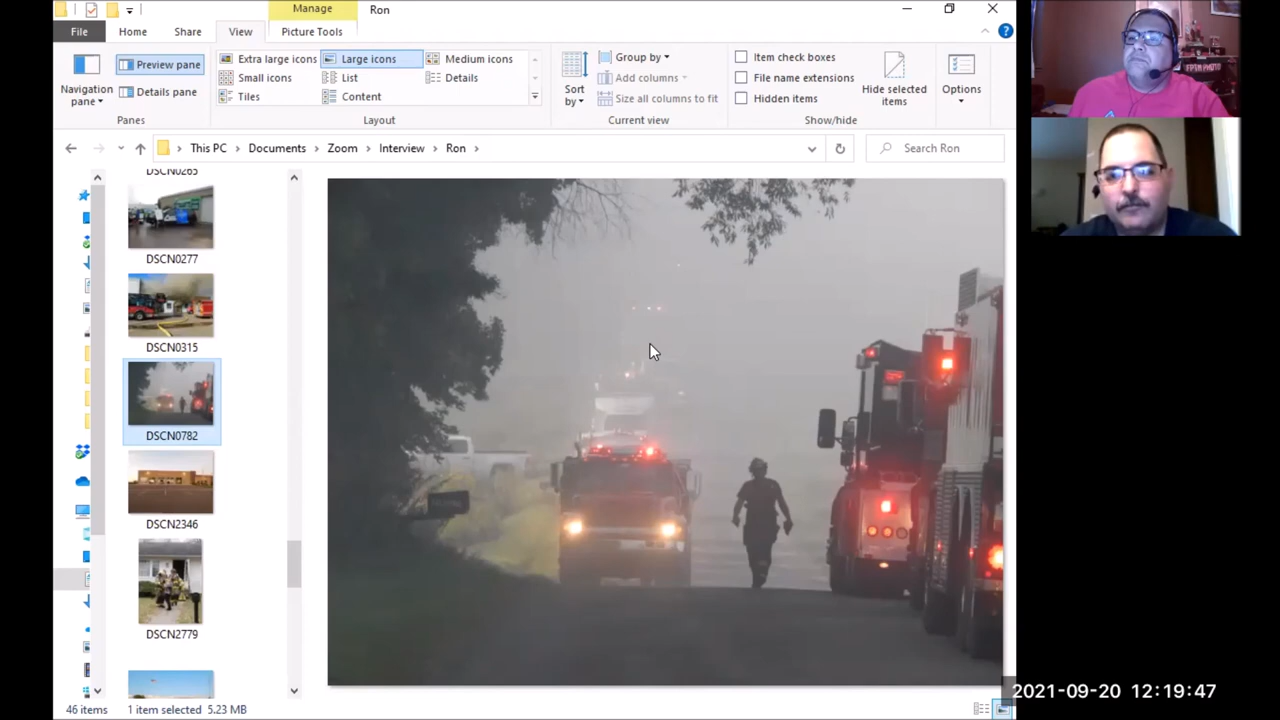 Manage
Ron
File
Home
Share
View
Picture Tools
Navigation pane
Preview pane
Details pane
Panes
Extra large icons
Large icons
Medium icons
Small icons
List
Details
Tiles
Content
Layout
Sort by
Group by
Add columns
Size all columns to fit
Current view
Item check boxes
File name extensions
Hidden items
Hide selected items
Show/hide
Options
This PC > Documents > Zoom > Interview > Ron >
Search Ron
DSCN0265
DSCN0277
DSCN0315
DSCN0782
DSCN2346
DSCN2779
46 items
1 item selected 5.23 MB
2021-09-20 12:19:47